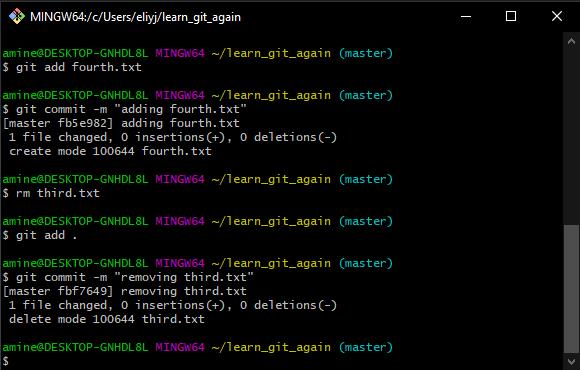 MINGW64:/c/Users/eliyj/learn_git_again
amine@DESKTOP-GNHDL8L MINGW64 ~/learn_git_again (master)
$ git add fourth.txt
amine@DESKTOP-GNHDL8L MINGW64 ~/learn_git_again (master)
$ git commit -m "adding fourth.txt"
[master fb5e982] adding fourth.txt
 1 file changed, 0 insertions(+), 0 deletions(-)
 create mode 100644 fourth.txt
amine@DESKTOP-GNHDL8L MINGW64 ~/learn_git_again (master)
$ rm third.txt
amine@DESKTOP-GNHDL8L MINGW64 ~/learn_git_again (master)
$ git add .
amine@DESKTOP-GNHDL8L MINGW64 ~/learn_git_again (master)
$ git commit -m "removing third.txt"
[master fbf7649] removing third.txt
 1 file changed, 0 insertions(+), 0 deletions(-)
 delete mode 100644 third.txt
amine@DESKTOP-GNHDL8L MINGW64 ~/learn_git_again (master)
$